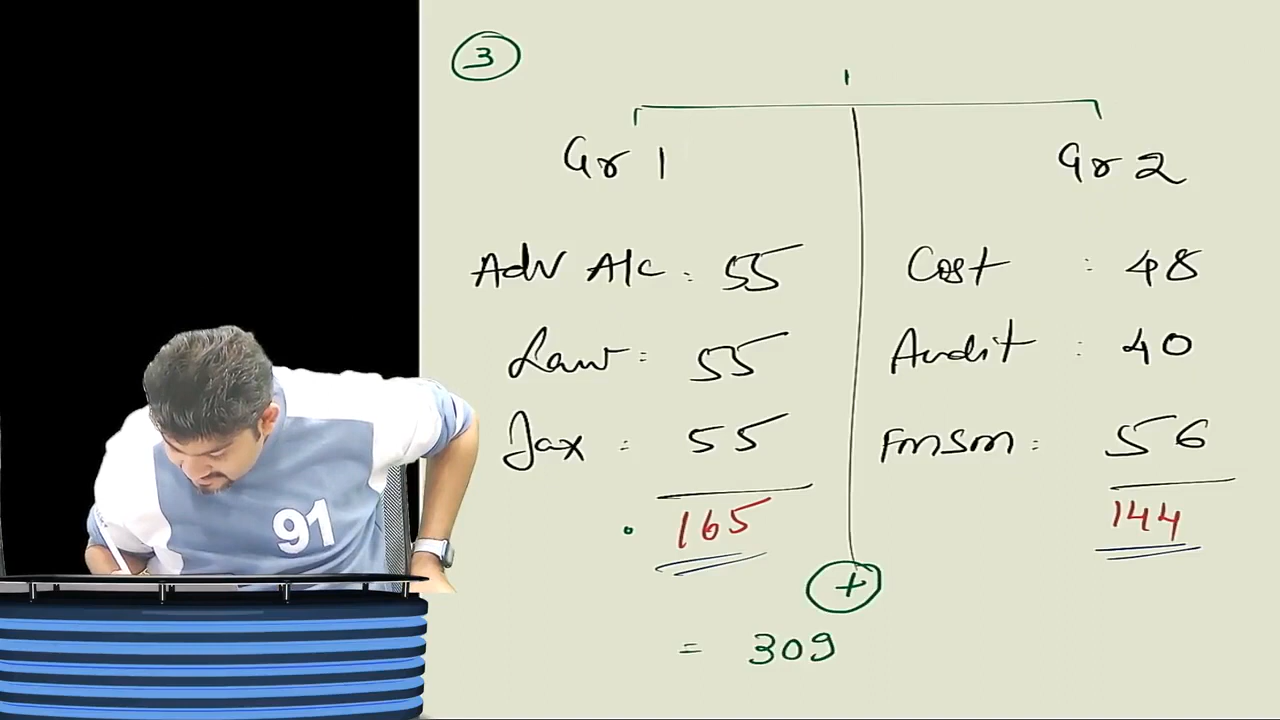 3
Gr 1
Gr 2
Adv A/c : 55
Cost : 48
Law : 55
Audit : 40
Tax : 55
FMSM : 56
165
144
+
= 309
91